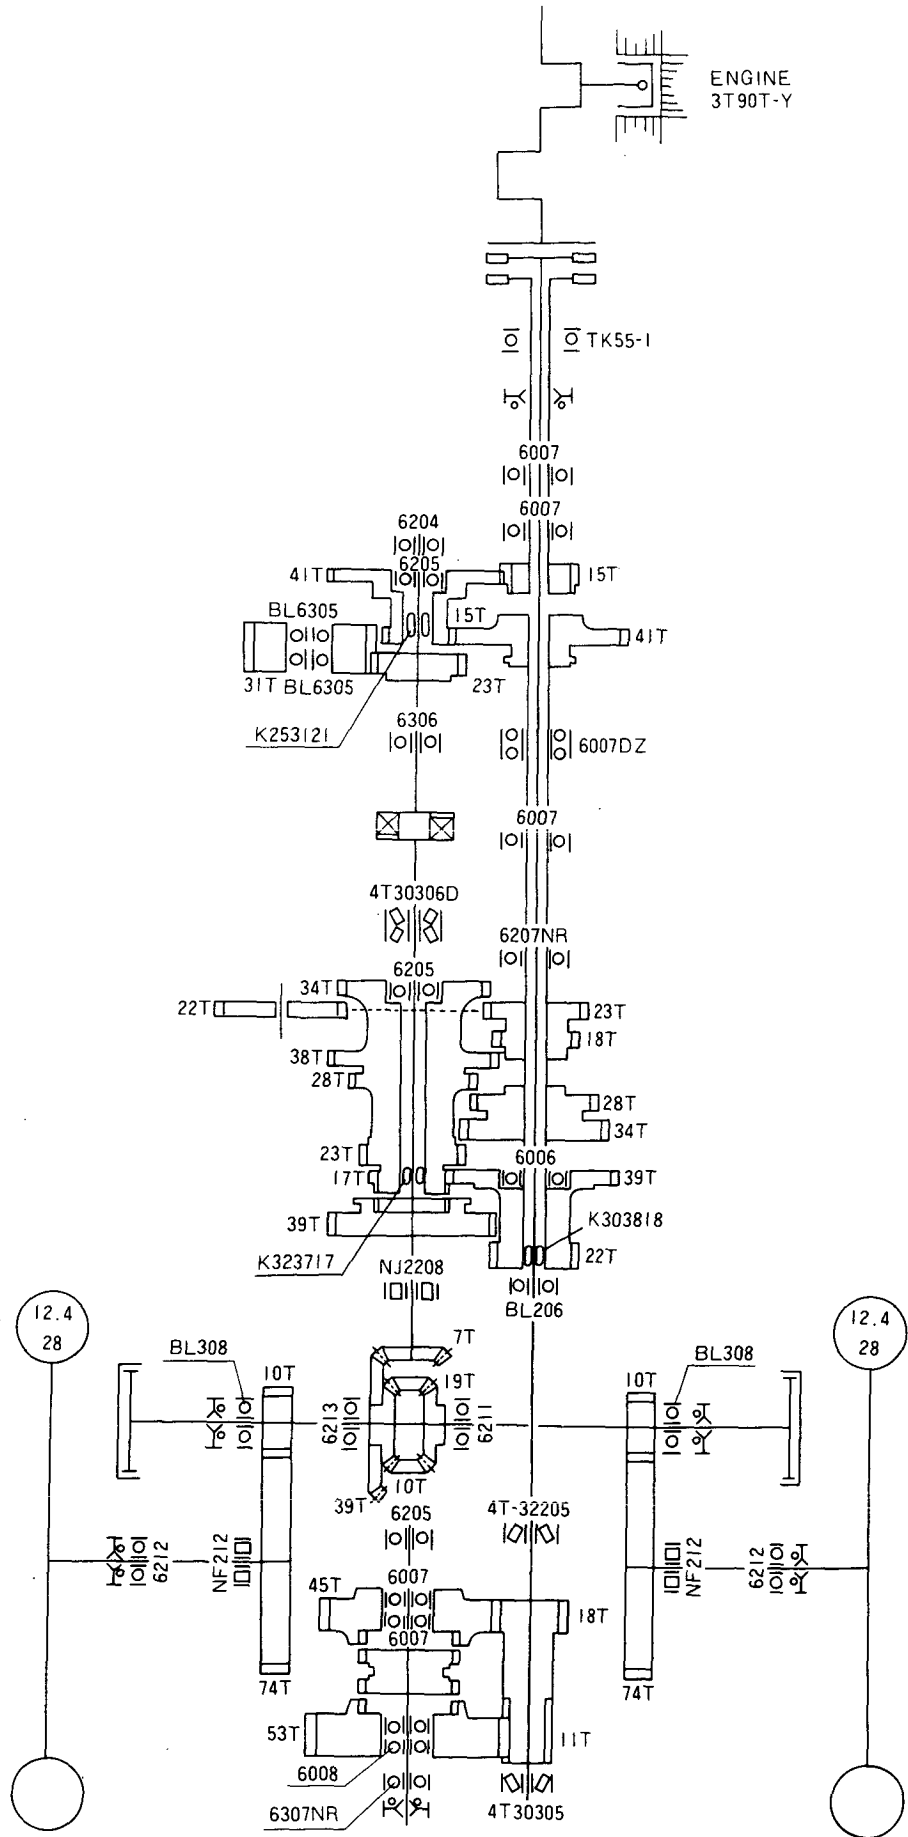 ENGINE
3T90T-Y
TK55-1
6007
6007
6204
6205
41T
15T
BL6305
15T
41T
31T
BL6305
23T
K253121
6306
6007DZ
6007
4T30306D
6207NR
6205
34T
22T
23T
18T
38T
28T
28T
34T
23T
6006
17T
39T
39T
K303818
K323717
NJ2208
22T
BL206
12.4
28
12.4
28
BL308
7T
BL308
10T
19T
10T
6213
6211
10T
39T
6205
4T-32205
6212
NF212
NF212
6212
45T
6007
18T
6007
74T
74T
53T
11T
6008
6307NR
4T30305